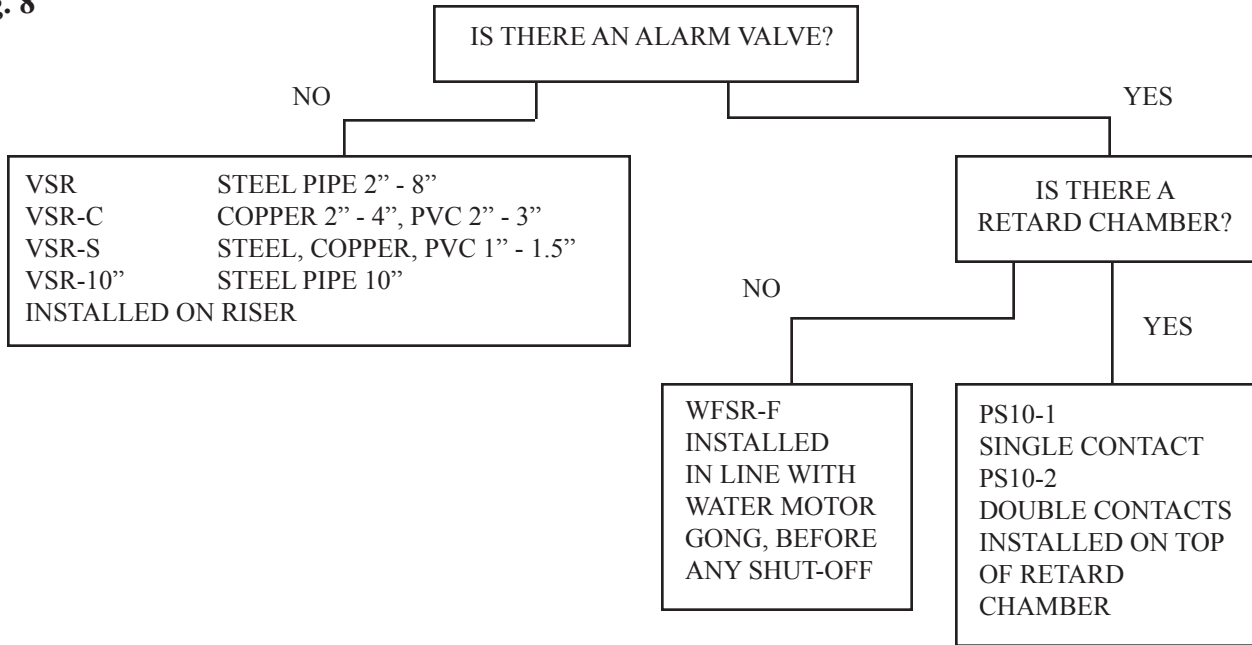 g. 8
IS THERE AN ALARM VALVE?
NO
YES
VSR STEEL PIPE 2” - 8”
VSR-C COPPER 2” - 4”, PVC 2” - 3”
VSR-S STEEL, COPPER, PVC 1” - 1.5”
VSR-10” STEEL PIPE 10”
INSTALLED ON RISER
IS THERE A
RETARD CHAMBER?
NO
YES
WFSR-F
INSTALLED
IN LINE WITH
WATER MOTOR
GONG, BEFORE
ANY SHUT-OFF
PS10-1
SINGLE CONTACT
PS10-2
DOUBLE CONTACTS
INSTALLED ON TOP
OF RETARD
CHAMBER